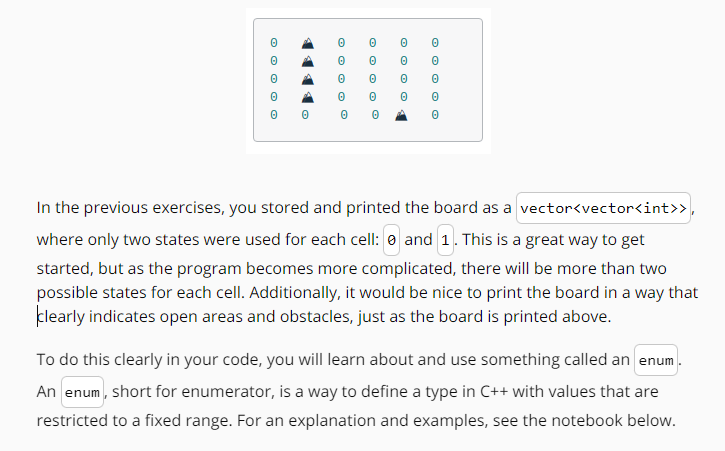 0 ⛰ 0 0 0 0
0 ⛰ 0 0 0 0
0 ⛰ 0 0 0 0
0 ⛰ 0 0 0 0
0 0 0 0 ⛰ 0
In the previous exercises, you stored and printed the board as a vector<vector<int>>,
where only two states were used for each cell: 0 and 1. This is a great way to get
started, but as the program becomes more complicated, there will be more than two
possible states for each cell. Additionally, it would be nice to print the board in a way that
clearly indicates open areas and obstacles, just as the board is printed above.
To do this clearly in your code, you will learn about and use something called an enum.
An enum, short for enumerator, is a way to define a type in C++ with values that are
restricted to a fixed range. For an explanation and examples, see the notebook below.